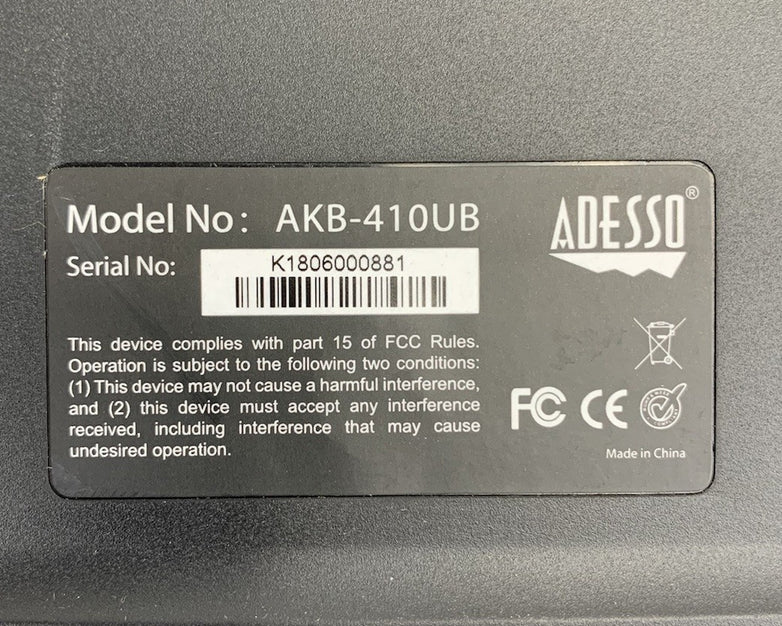 Model No: AKB-410UB
ADESSO®
Serial No: K1806000881
This device complies with part 15 of FCC Rules.
Operation is subject to the following two conditions:
(1) This device may not cause a harmful interference,
and (2) this device must accept any interference
received, including interference that may cause
undesired operation.
FC CE
Made in China